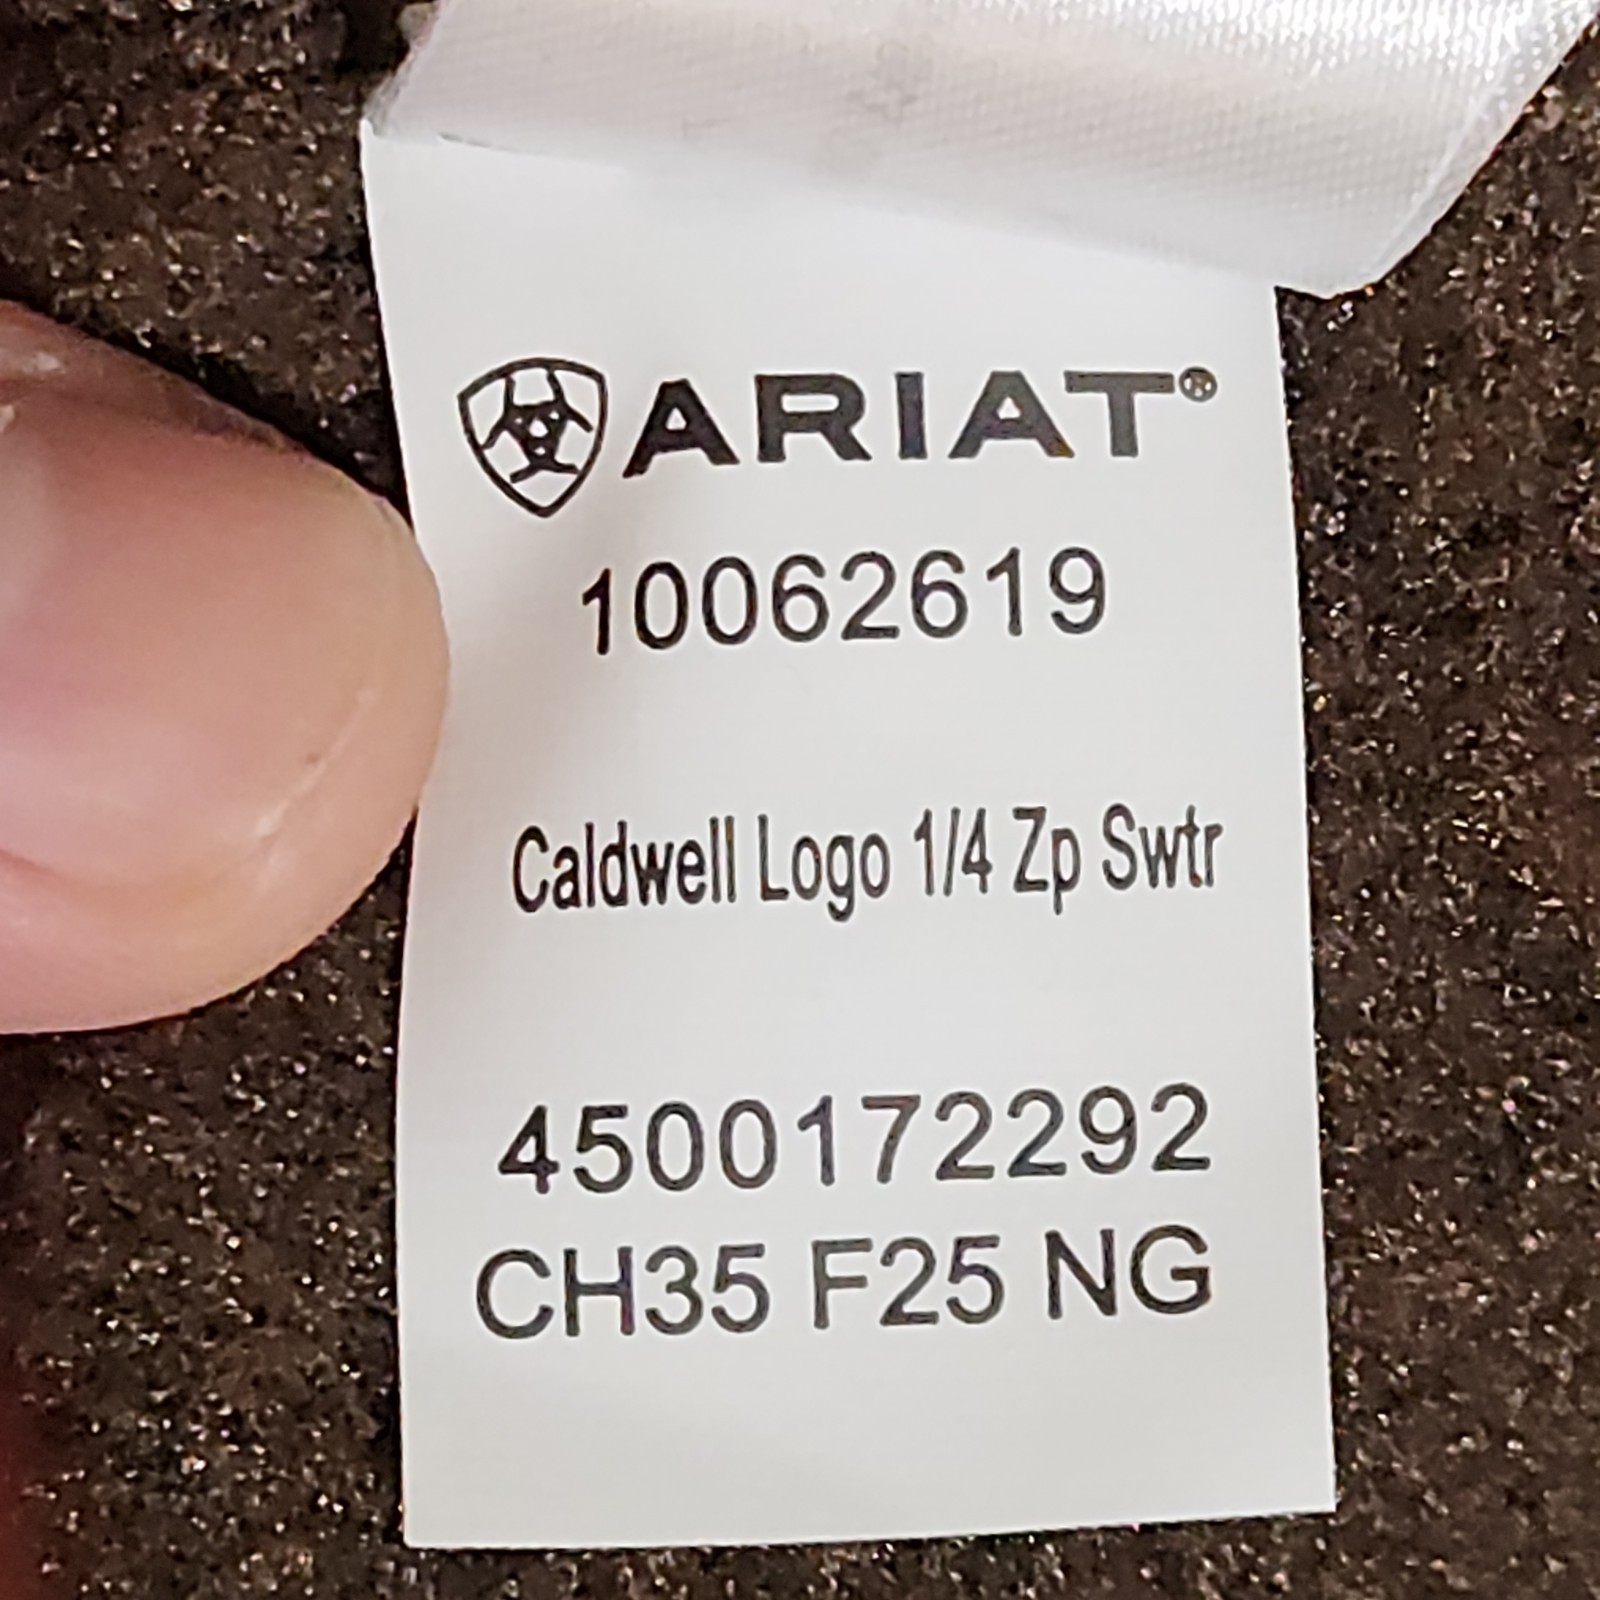 ARIAT®
10062619
Caldwell Logo 1/4 Zp Swtr
4500172292
CH35 F25 NG